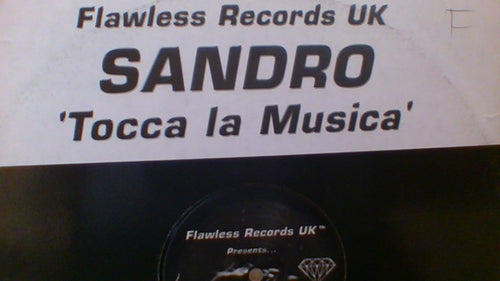 Flawless Records UK
F
SANDRO
'Tocca la Musica'
Flawless Records UK™
Presents...